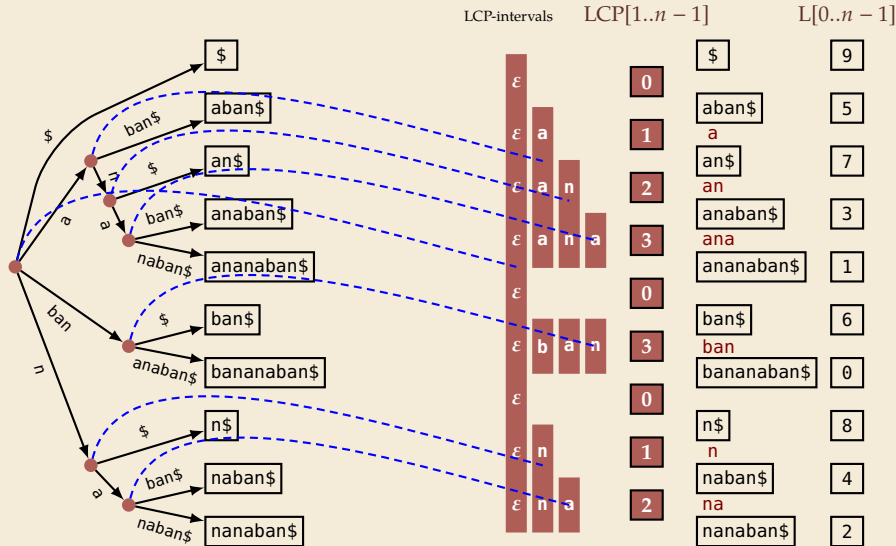 LCP-intervals LCP[1..n − 1] L[0..n − 1]
$ $ 9
ε 0
$ ban$ aban$ aban$ 5
ε a 1 a
n $ an$ an$ 7
ε a n 2 an
a a ban$ anaban$ anaban$ 3
ε a n a 3 ana
naban$ ananaban$ ananaban$ 1
ε 0
ban $ ban$ ban$ 6
ε b a n 3 ban
n anaban$ bananaban$ bananaban$ 0
ε 0
$ n$ n$ 8
ε n 1 n
a ban$ naban$ naban$ 4
ε n a 2 na
naban$ nanaban$ nanaban$ 2